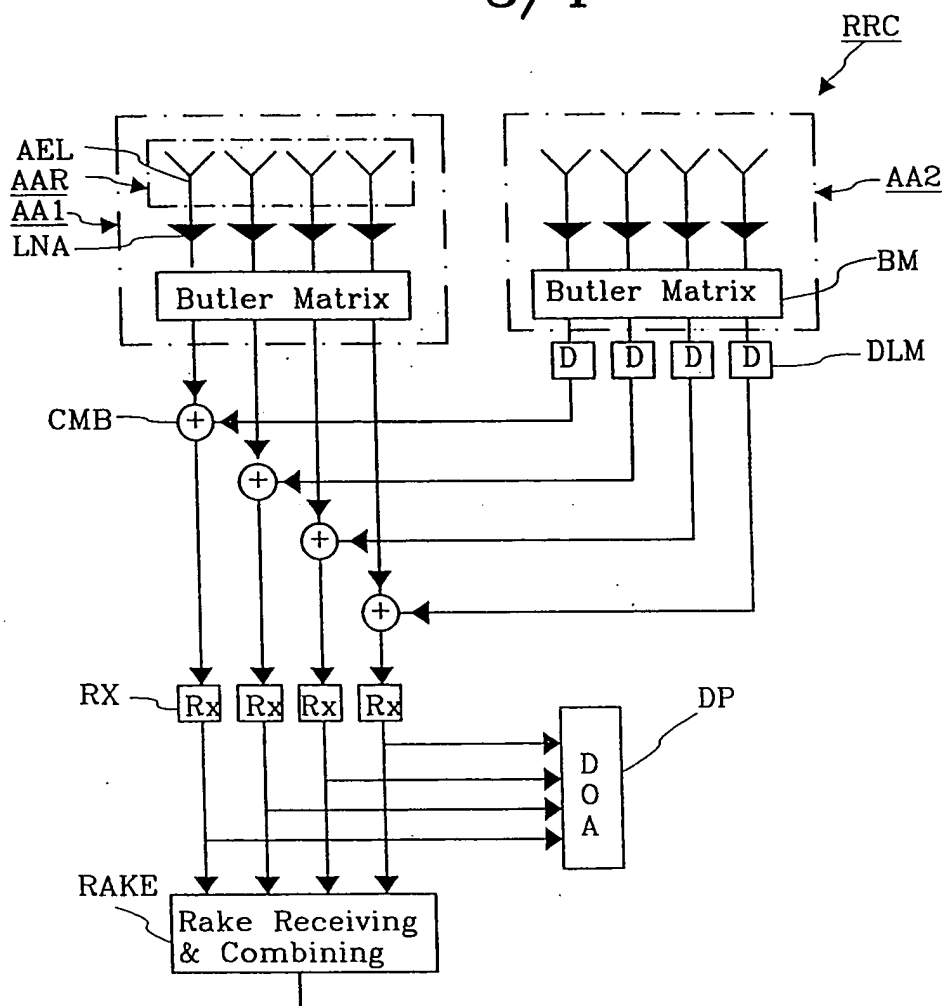 RRC
AEL
AAR
AA1
LNA
AA2
BM
Butler Matrix
Butler Matrix
D D D D
DLM
CMB
+
+
+
+
RX
Rx Rx Rx Rx
DP
D
O
A
RAKE
Rake Receiving
& Combining